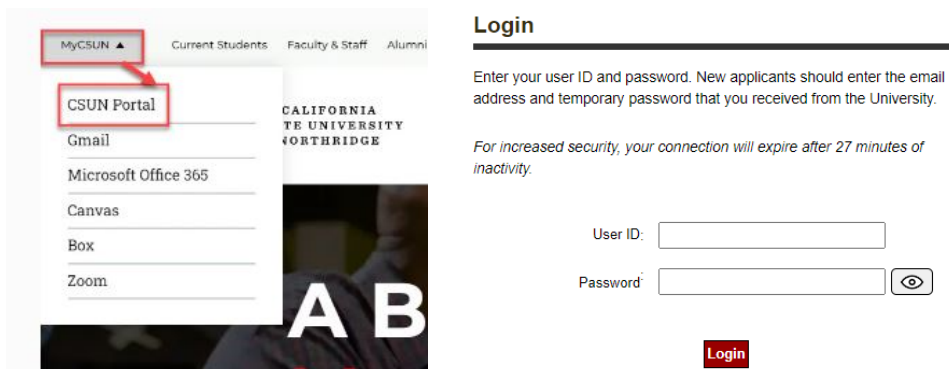 MyCSUN ▲ Current Students Faculty & Staff Alumni
CSUN Portal
Gmail
Microsoft Office 365
Canvas
Box
Zoom
CALIFORNIA
TE UNIVERSITY
NORTHRIDGE
A B
Login
Enter your user ID and password. New applicants should enter the email
address and temporary password that you received from the University.
For increased security, your connection will expire after 27 minutes of
inactivity.
User ID:
Password:
Login